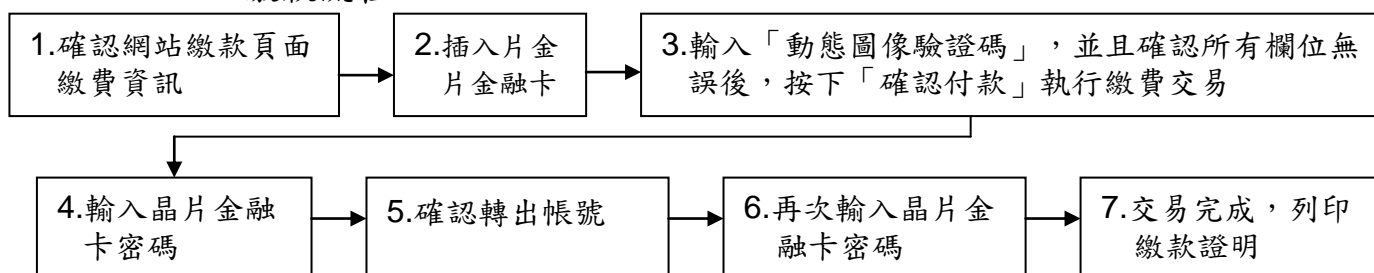 1.確認網站繳款頁面
繳費資訊
2.插入片金
片金融卡
3.輸入「動態圖像驗證碼」，並且確認所有欄位無
誤後，按下「確認付款」執行繳費交易
4.輸入晶片金融
卡密碼
5.確認轉出帳號
6.再次輸入晶片金
融卡密碼
7.交易完成，列印
繳款證明